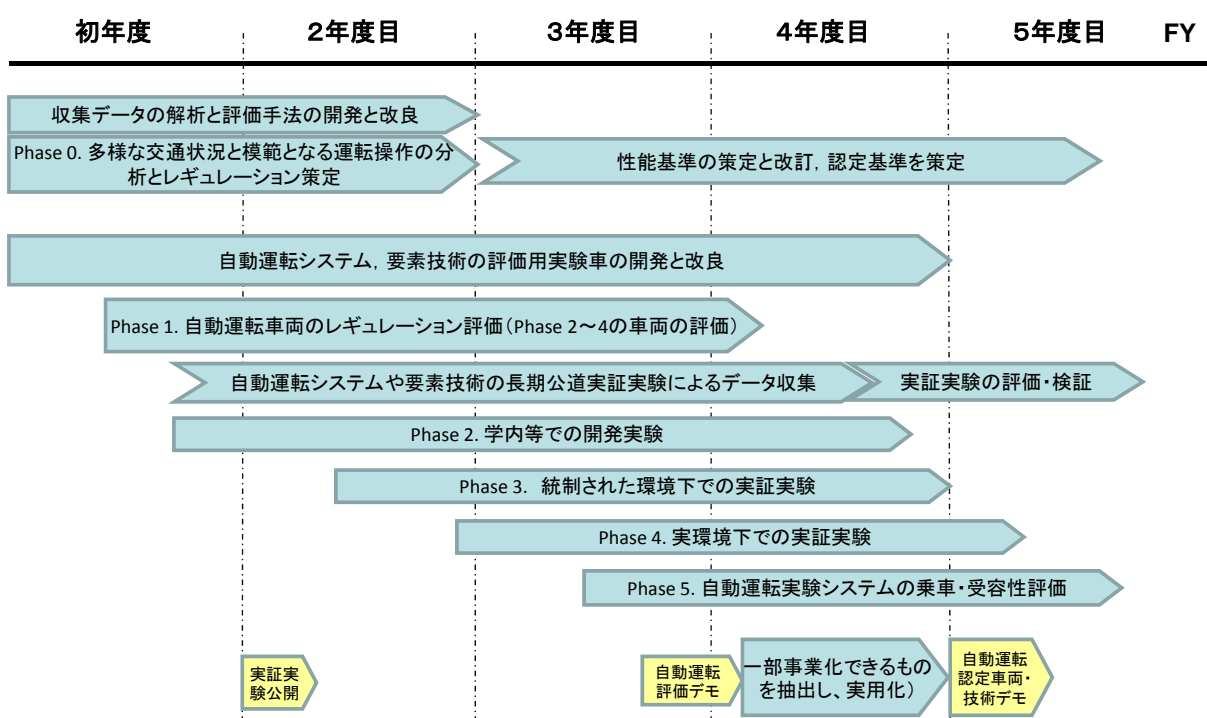 初年度 2年度目 3年度目 4年度目 5年度目 FY
収集データの解析と評価手法の開発と改良
Phase 0. 多様な交通状況と模範となる運転操作の分
析とレギュレーション策定
性能基準の策定と改訂，認定基準を策定
自動運転システム，要素技術の評価用実験車の開発と改良
Phase 1. 自動運転車両のレギュレーション評価（Phase 2～4の車両の評価）
自動運転システムや要素技術の長期公道実証実験によるデータ収集
実証実験の評価・検証
Phase 2. 学内等での開発実験
Phase 3. 統制された環境下での実証実験
Phase 4. 実環境下での実証実験
Phase 5. 自動運転実験システムの乗車・受容性評価
実証実
験公開
自動運転
評価デモ
一部事業化できるもの
を抽出し、実用化）
自動運転
認定車両・
技術デモ